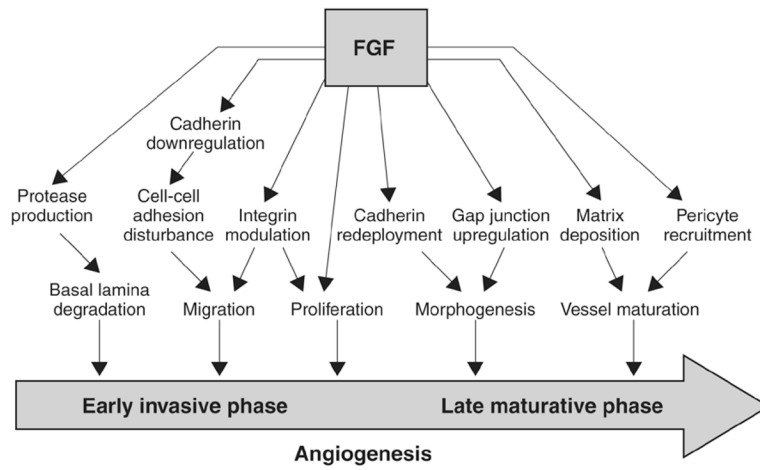 FGF
Cadherin
downregulation
Protease
production
Cell-cell
adhesion
disturbance
Integrin
modulation
Cadherin
redeployment
Gap junction
upregulation
Matrix
deposition
Pericyte
recruitment
Basal lamina
degradation
Migration
Proliferation
Morphogenesis
Vessel maturation
Early invasive phase
Late maturative phase
Angiogenesis